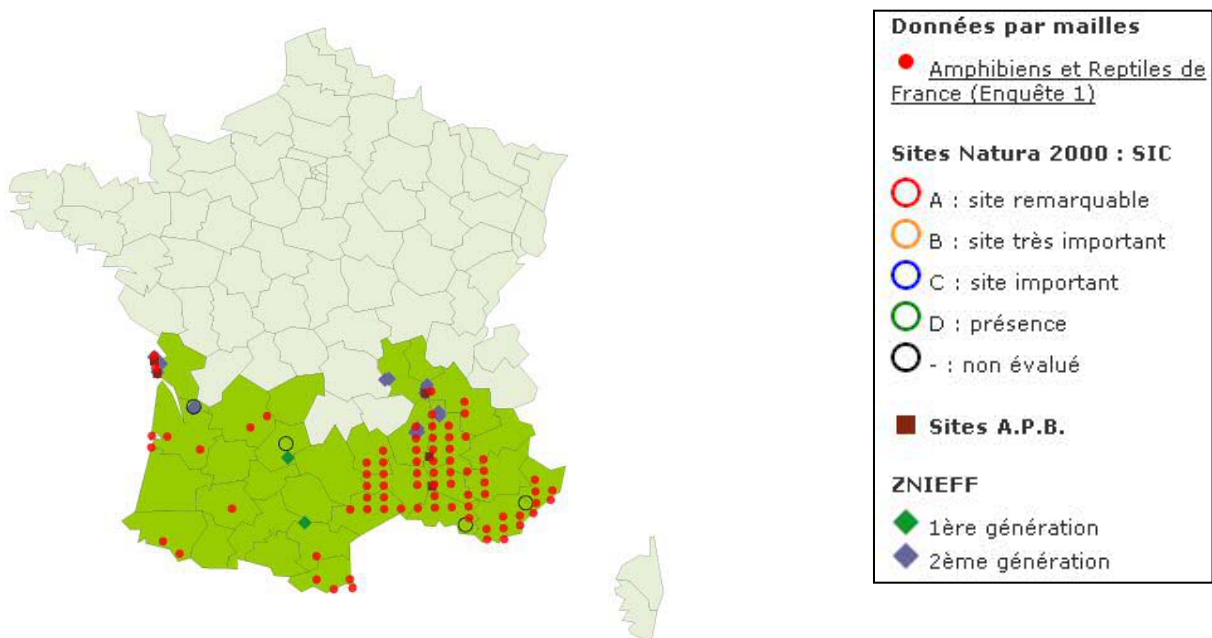 Données par mailles
Amphibiens et Reptiles de
France (Enquête 1)
Sites Natura 2000 : SIC
A : site remarquable
B : site très important
C : site important
D : présence
- : non évalué
Sites A.P.B.
ZNIEFF
1ère génération
2ème génération